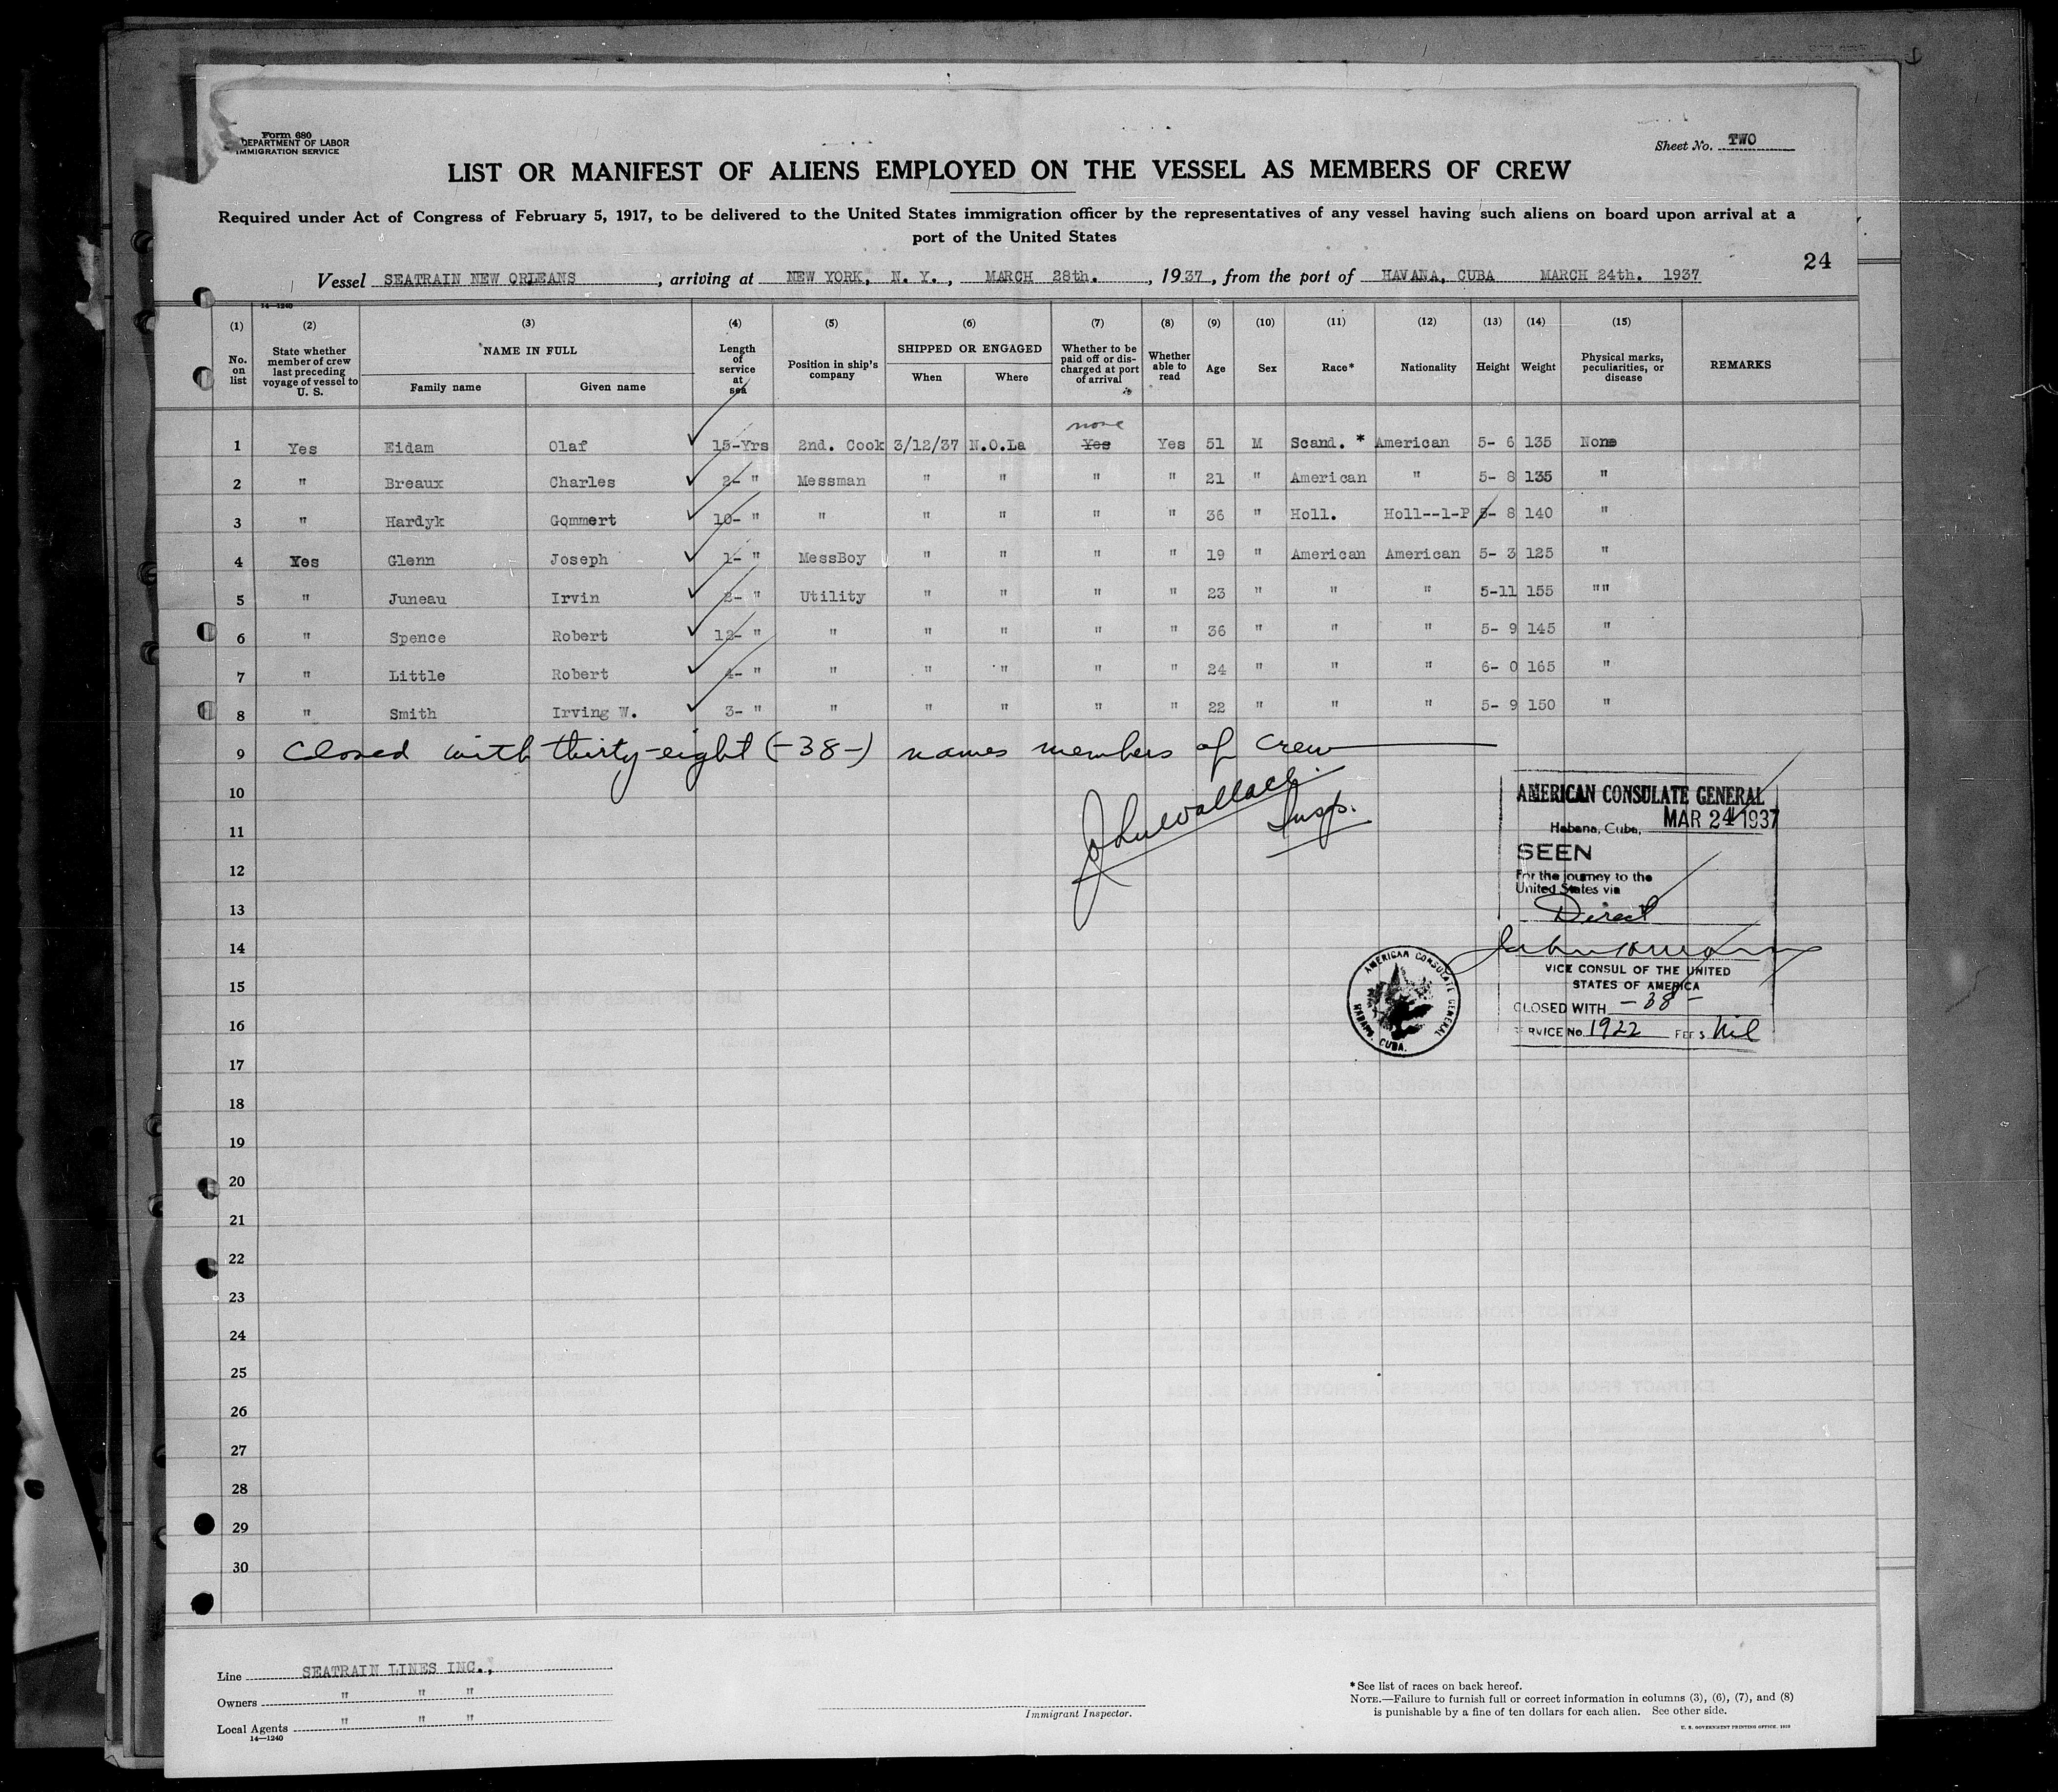 Form 680
DEPARTMENT OF LABOR
IMMIGRATION SERVICE
Sheet No. TWO
LIST OR MANIFEST OF ALIENS EMPLOYED ON THE VESSEL AS MEMBERS OF CREW
Required under Act of Congress of February 5, 1917, to be delivered to the United States immigration officer by the representatives of any vessel having such aliens on board upon arrival at a
port of the United States
24
Vessel SEATRAIN NEW ORLEANS, arriving at NEW YORK, N. Y., MARCH 28th., 1937, from the port of HAVANA, CUBA MARCH 24th. 1937
14—1240
(1) (2) (3) (4) (5) (6) (7) (8) (9) (10) (11) (12) (13) (14) (15)
No. on list State whether member of crew last preceding voyage of vessel to U. S. NAME IN FULL Family name Given name Length of service at sea Position in ship's company SHIPPED OR ENGAGED When Where Whether to be paid off or discharged at port of arrival Whether able to read Age Sex Race* Nationality Height Weight Physical marks, peculiarities, or disease REMARKS
none
1 Yes Eidam Olaf 15-Yrs 2nd. Cook 3/12/37 N.O.La Yes Yes 51 M Scand. * American 5- 6 135 None
2 " Breaux Charles 2- " Messman " " " " 21 " American " 5- 8 135 "
3 " Hardyk Gommert 10- " " " " " " 36 " Holl. Holl--1-P 5- 8 140 "
4 Yes Glenn Joseph 1- " MessBoy " " " " 19 " American American 5- 3 125 "
5 " Juneau Irvin 2- " Utility " " " " 23 " " " 5-11 155 ""
6 " Spence Robert 12- " " " " " " 36 " " " 5- 9 145 "
7 " Little Robert 4- " " " " " " 24 " " " 6- 0 165 "
8 " Smith Irving W. 3- " " " " " " 22 " " " 5- 9 150 "
9 Closed with thirty-eight (-38-) names members of crew
10
11
12
13
14
15
16
17
18
19
20
21
22
23
24
25
26
27
28
29
30
Insp.
AMERICAN CONSULATE GENERAL
Habana, Cuba, MAR 24 1937
SEEN
For the journey to the
United States via
Direct
VICE CONSUL OF THE UNITED
STATES OF AMERICA
CLOSED WITH -38-
SERVICE No. 1922 FEE $ Nil
AMERICAN CONSULATE GENERAL
HABANA, CUBA.
Line SEATRAIN LINES INC.,
Owners " " "
Local Agents " " "
14—1240
Immigrant Inspector.
* See list of races on back hereof.
NOTE.—Failure to furnish full or correct information in columns (3), (6), (7), and (8)
is punishable by a fine of ten dollars for each alien. See other side.